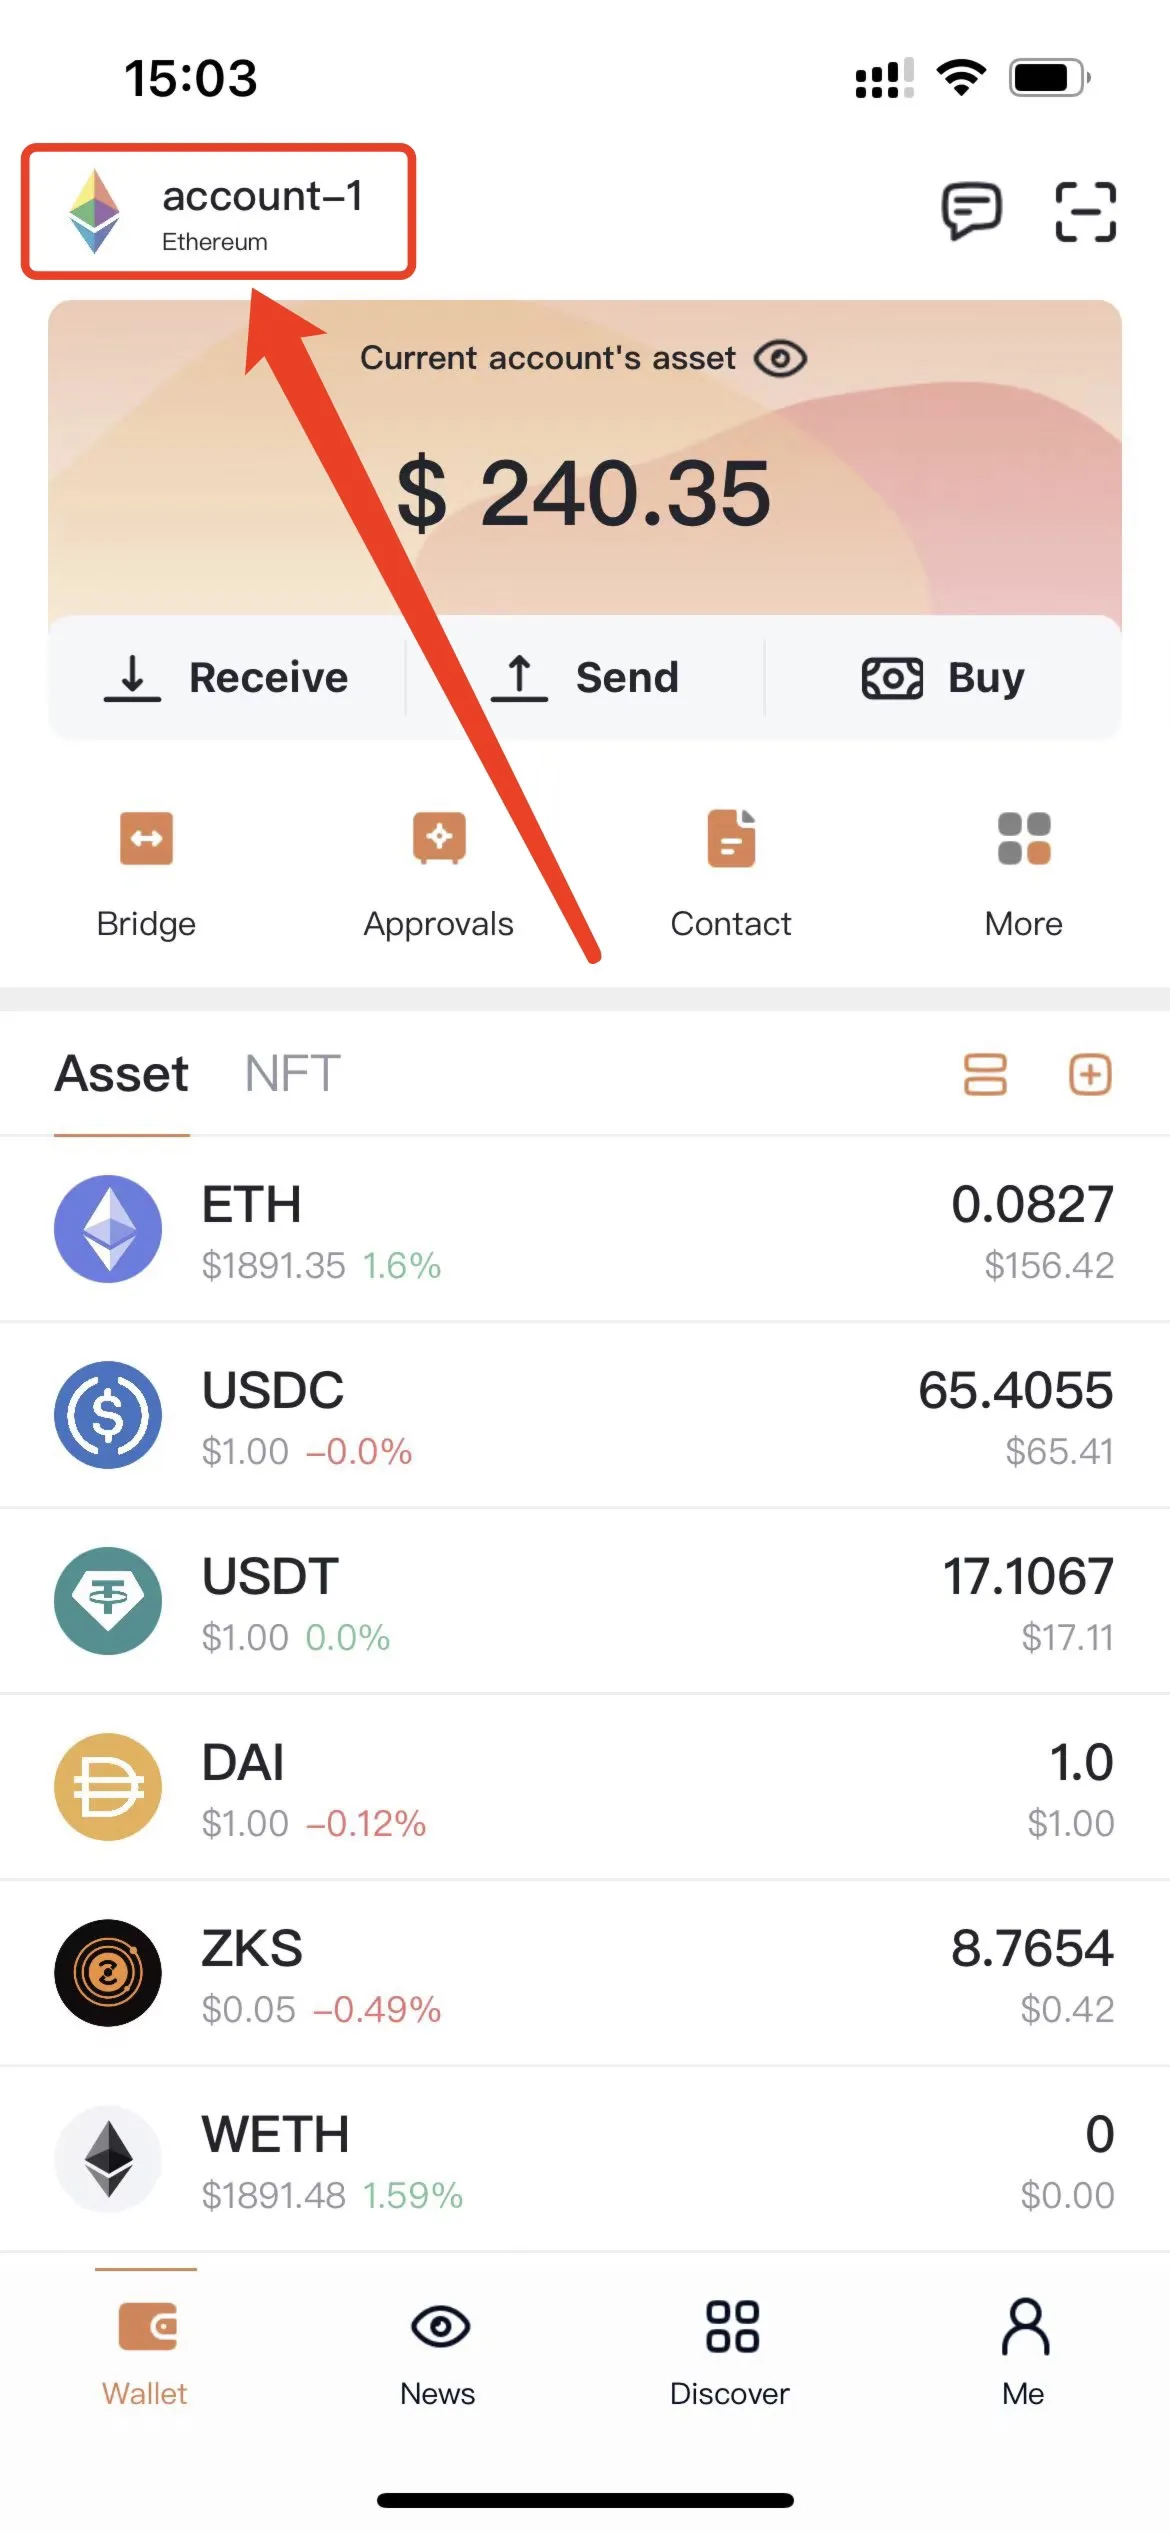 15:03
account-1
Ethereum
Current account's asset
$ 240.35
Receive
Send
Buy
Bridge
Approvals
Contact
More
Asset
NFT
ETH
0.0827
$1891.35 1.6%
$156.42
USDC
65.4055
$1.00 -0.0%
$65.41
USDT
17.1067
$1.00 0.0%
$17.11
DAI
1.0
$1.00 -0.12%
$1.00
ZKS
8.7654
$0.05 -0.49%
$0.42
WETH
0
$1891.48 1.59%
$0.00
Wallet
News
Discover
Me